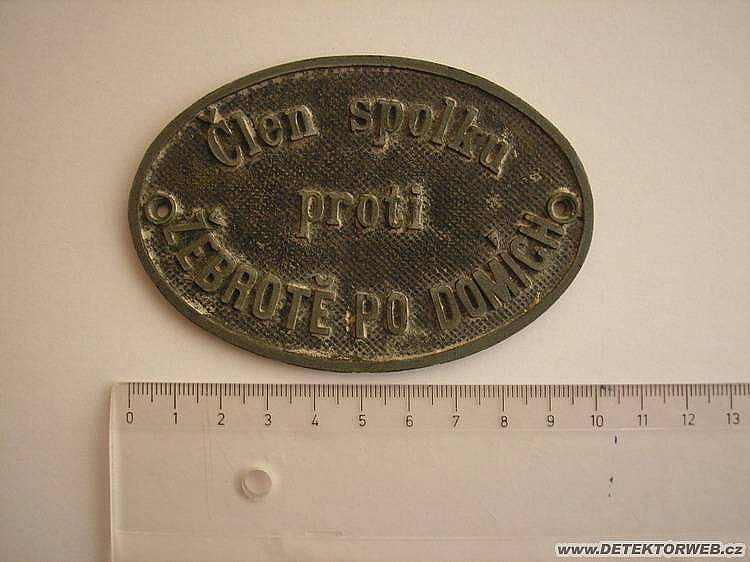 Člen spolku
proti
ŽEBROTĚ PO DOMÍCH
0 1 2 3 4 5 6 7 8 9 10 11 12 13
www.DETEKTORWEB.cz